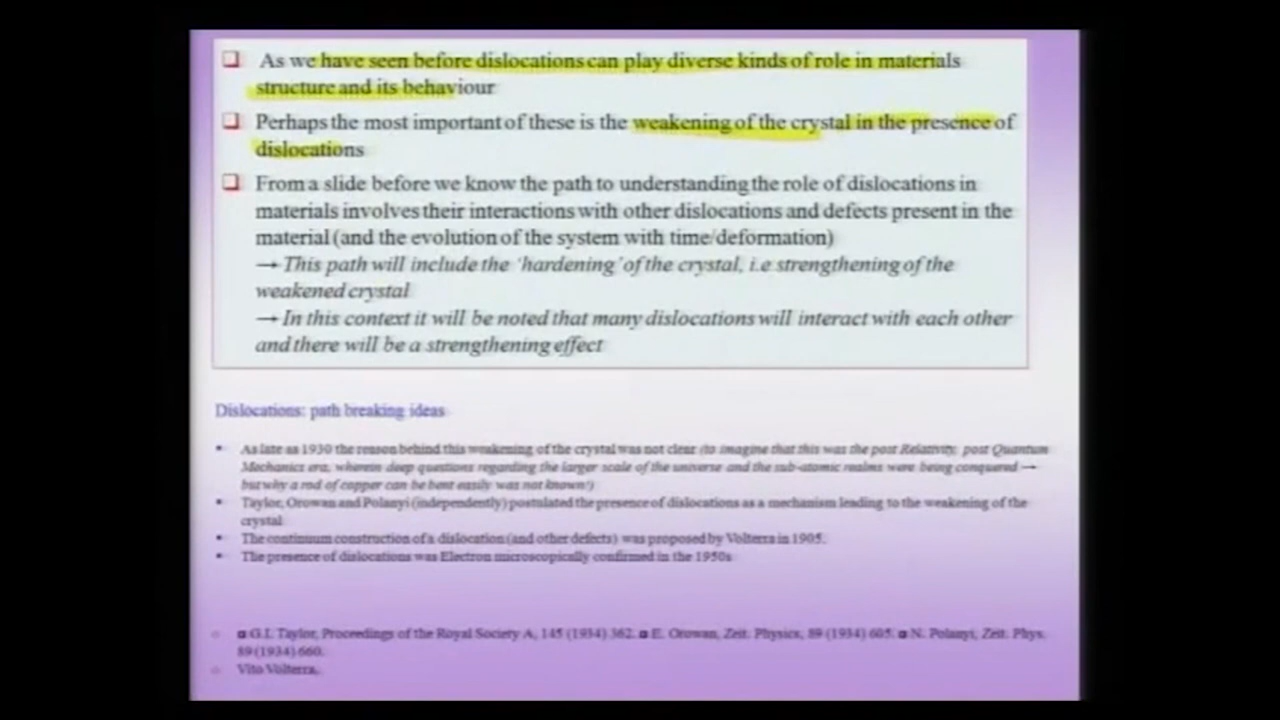 As we have seen before dislocations can play diverse kinds of role in materials
structure and its behaviour
Perhaps the most important of these is the weakening of the crystal in the presence of
dislocations
From a slide before we know the path to understanding the role of dislocations in
materials involves their interactions with other dislocations and defects present in the
material (and the evolution of the system with time/deformation)
→ This path will include the 'hardening' of the crystal, i.e strengthening of the
weakened crystal
→ In this context it will be noted that many dislocations will interact with each other
and there will be a strengthening effect
Dislocations: path breaking ideas
As late as 1930 the reason behind this weakening of the crystal was not clear (to imagine that this was the post Relativity, post Quantum
Mechanics era, wherein deep questions regarding the larger scale of the universe and the sub-atomic realms were being conquered →
but why a rod of copper can be bent easily was not known!)
Taylor, Orowan and Polanyi (independently) postulated the presence of dislocations as a mechanism leading to the weakening of the
crystal
The continuum construction of a dislocation (and other defects) was proposed by Volterra in 1905.
The presence of dislocations was Electron microscopically confirmed in the 1950s
G.I. Taylor, Proceedings of the Royal Society A, 145 (1934) 362. E. Orowan, Zeit. Physics, 89 (1934) 605. N. Polanyi, Zeit. Phys.
89 (1934) 660.
Vito Volterra,